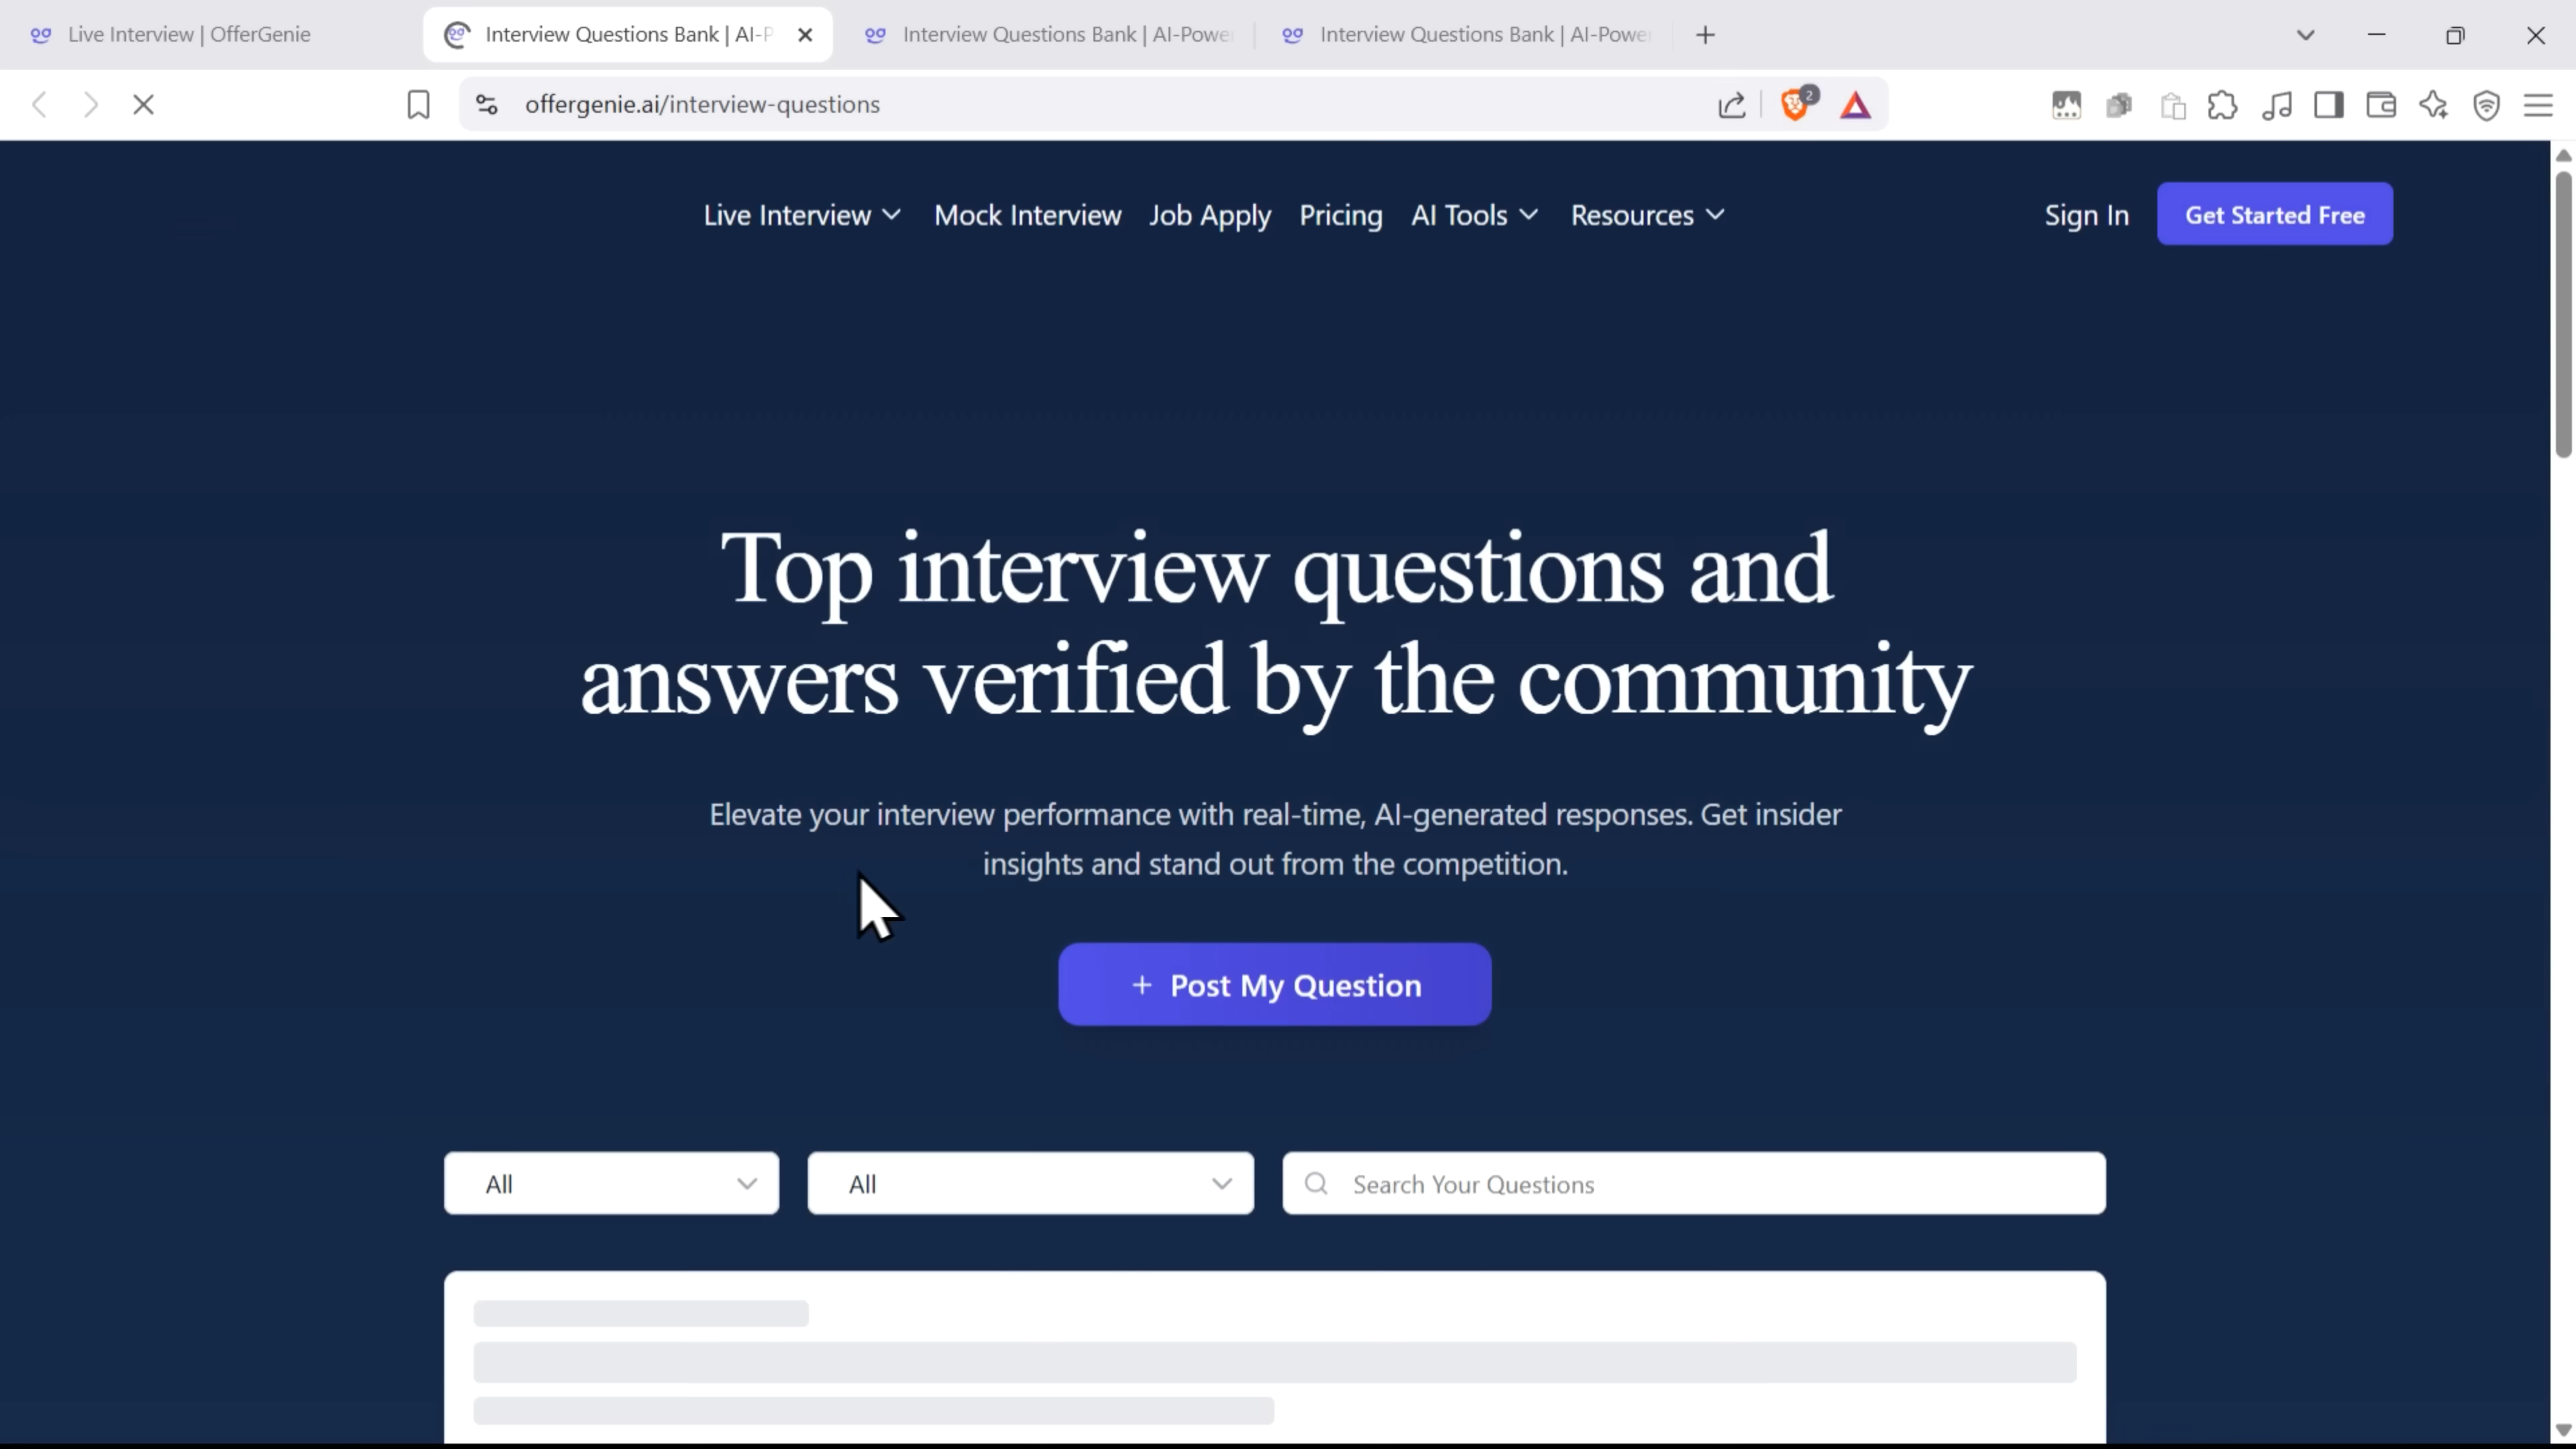 Live Interview | OfferGenie
Interview Questions Bank | AI-P
Interview Questions Bank | AI-Power
Interview Questions Bank | AI-Power
offergenie.ai/interview-questions
2
Live Interview
Mock Interview
Job Apply
Pricing
AI Tools
Resources
Sign In
Get Started Free
Top interview questions and
answers verified by the community
Elevate your interview performance with real-time, AI-generated responses. Get insider
insights and stand out from the competition.
+ Post My Question
All
All
Search Your Questions